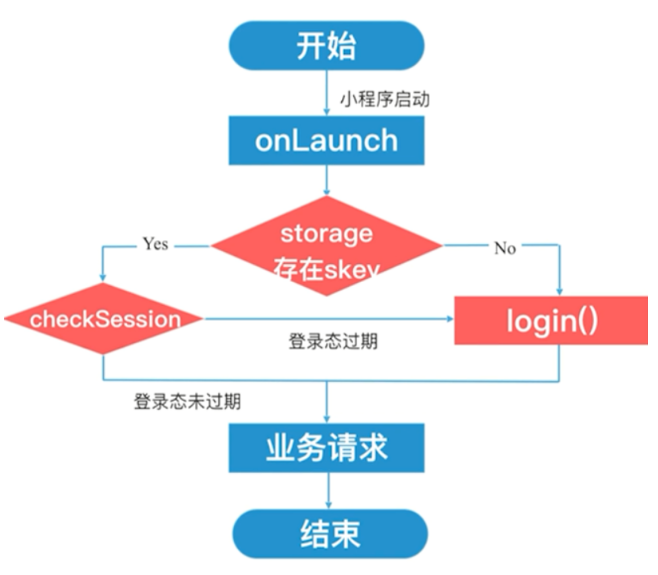 开始
小程序启动
onLaunch
storage
存在skey
Yes
No
checkSession
login()
登录态过期
登录态未过期
业务请求
结束